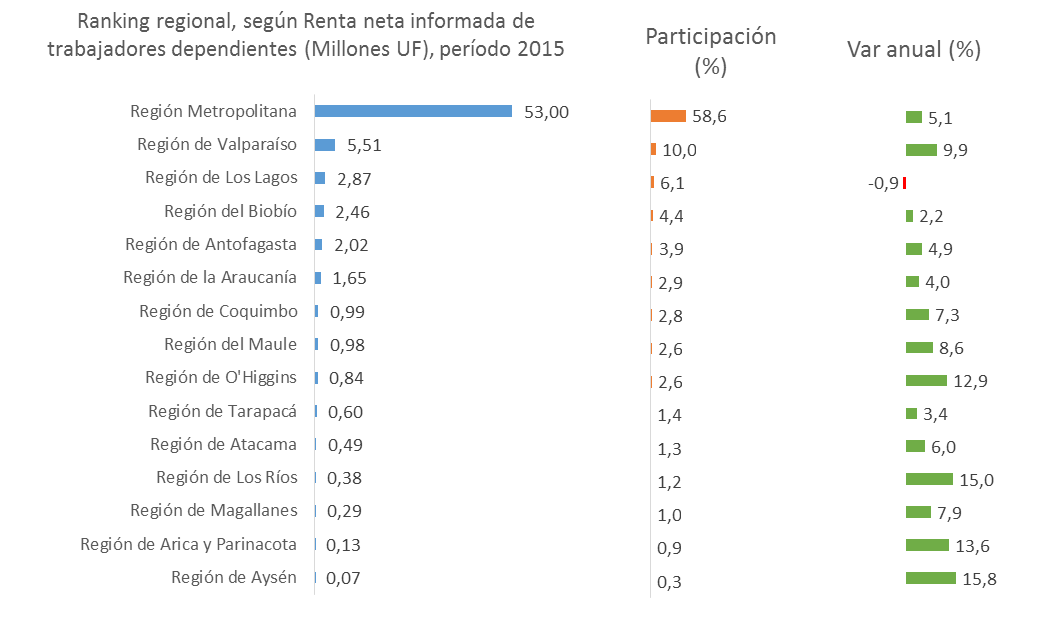 Ranking regional, según Renta neta informada de
trabajadores dependientes (Millones UF), período 2015
Participación
(%)
Var anual (%)
Región Metropolitana 53,00 58,6 5,1
Región de Valparaíso 5,51 10,0 9,9
Región de Los Lagos 2,87 6,1 -0,9
Región del Biobío 2,46 4,4 2,2
Región de Antofagasta 2,02 3,9 4,9
Región de la Araucanía 1,65 2,9 4,0
Región de Coquimbo 0,99 2,8 7,3
Región del Maule 0,98 2,6 8,6
Región de O'Higgins 0,84 2,6 12,9
Región de Tarapacá 0,60 1,4 3,4
Región de Atacama 0,49 1,3 6,0
Región de Los Ríos 0,38 1,2 15,0
Región de Magallanes 0,29 1,0 7,9
Región de Arica y Parinacota 0,13 0,9 13,6
Región de Aysén 0,07 0,3 15,8